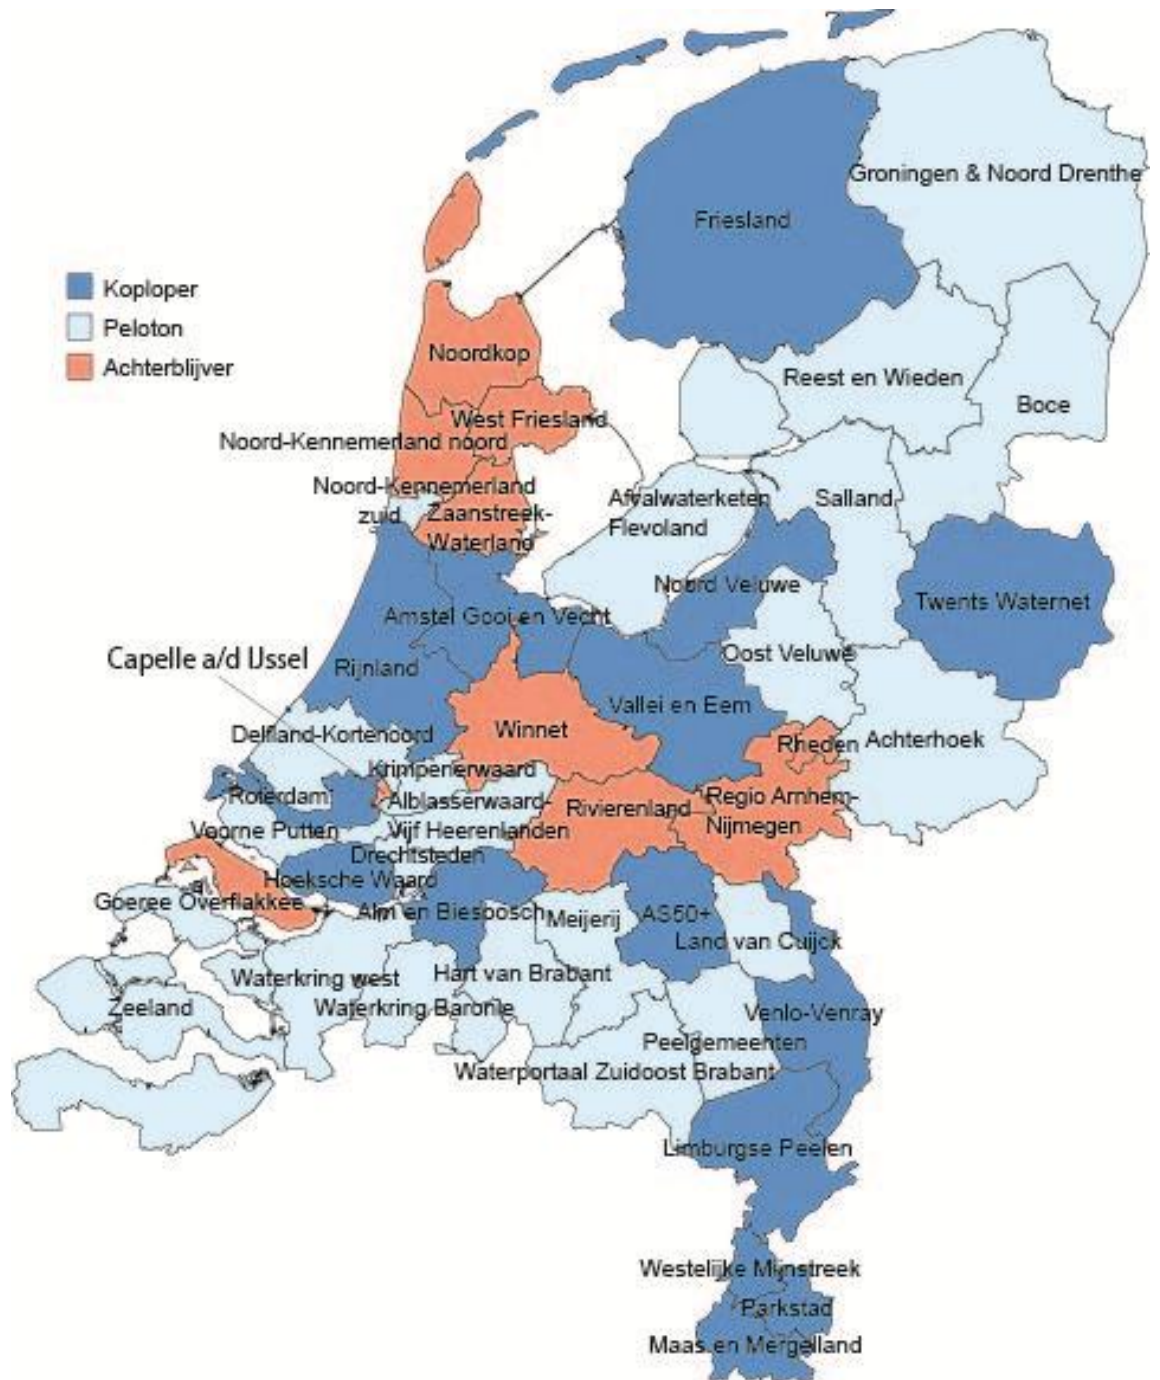 Groningen & Noord Drenthe
Friesland
Koploper
Peloton
Achterblijver
Noordkop
Reest en Wieden
Boce
West Friesland
Noord-Kennemerland noord
Noord-Kennemerland
zuid
Zaanstreek-
Waterland
Afvalwaterketen
Flevoland
Salland
Noord Veluwe
Twents Waternet
Amstel Gooi en Vecht
Capelle a/d IJssel
Rijnland
Oost Veluwe
Vallei en Eem
Winnet
Delfland-Kortenoord
Rheden
Achterhoek
Krimpenerwaard
Roterdam
Alblasserwaard-
Vijf Heerenlanden
Rivierenland
Regio Arnhem-
Nijmegen
Voorne Putten
Drechtsteden
Hoeksche Waard
Goeree Overflakkee
Alm en Biesbosch
Meijerij
AS50+
Land van Cuijck
Waterkring west
Hart van Brabant
Zeeland
Waterkring Baronie
Venlo-Venray
Peelgemeenten
Waterportaal Zuidoost Brabant
Limburgse Peelen
Westelijke Mijnstreek
Parkstad
Maas en Mergelland